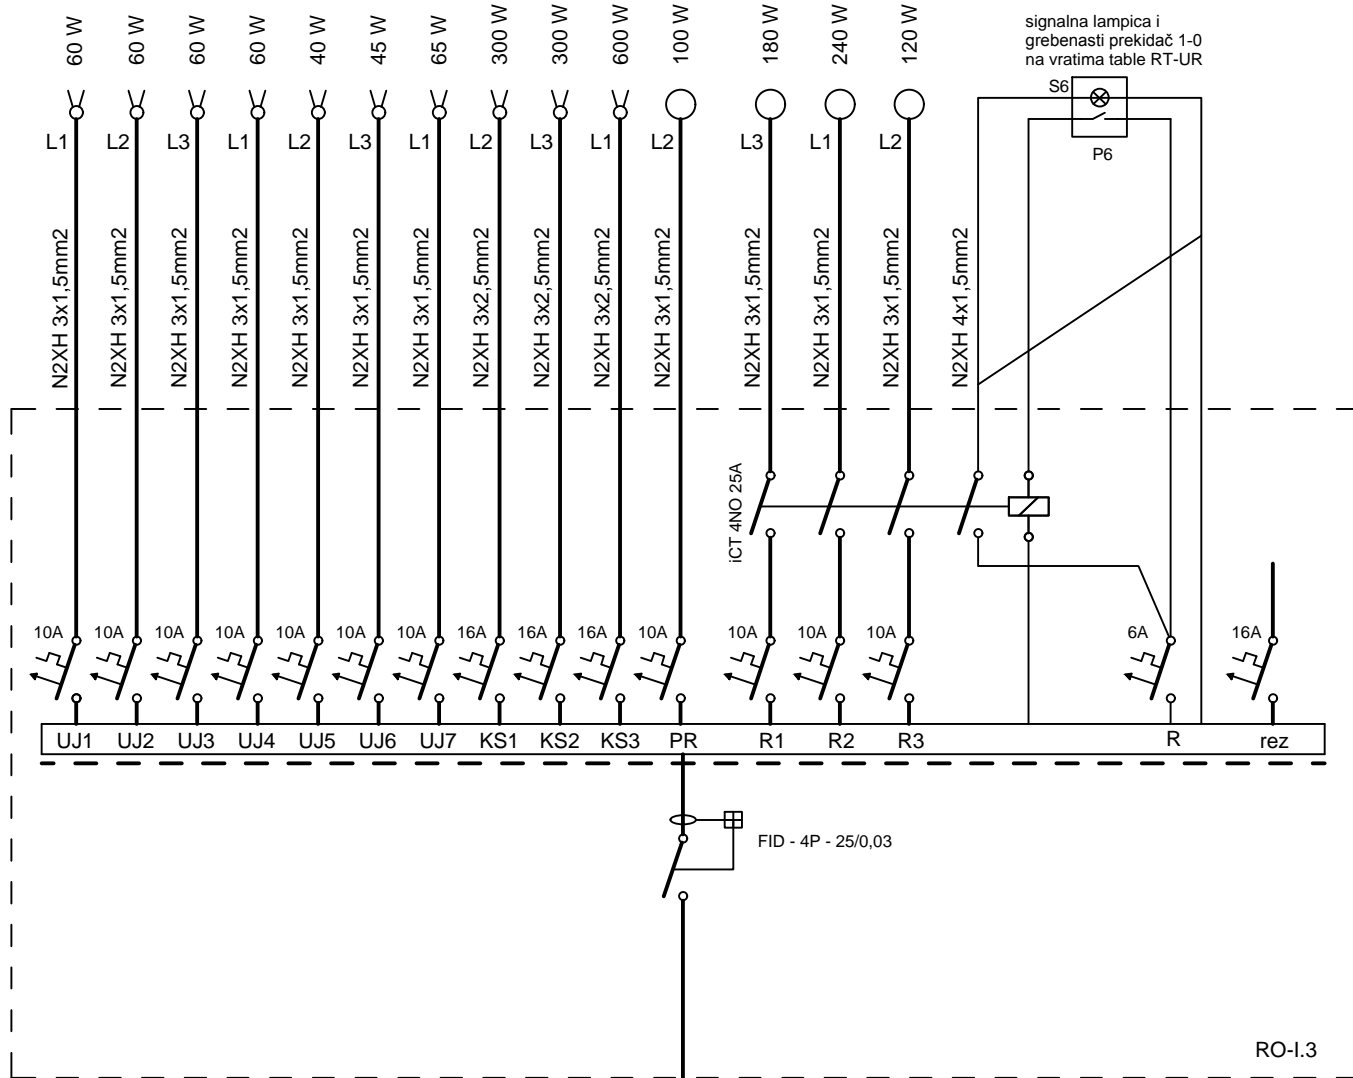 60 W
60 W
60 W
60 W
40 W
45 W
65 W
300 W
300 W
600 W
100 W
180 W
240 W
120 W
signalna lampica i
grebenasti prekidač 1-0
na vratima table RT-UR
S6
P6
L1
L2
L3
L1
L2
L3
L1
L2
L3
L1
L2
L3
L1
L2
N2XH 3x1,5mm2
N2XH 3x1,5mm2
N2XH 3x1,5mm2
N2XH 3x1,5mm2
N2XH 3x1,5mm2
N2XH 3x1,5mm2
N2XH 3x1,5mm2
N2XH 3x2,5mm2
N2XH 3x2,5mm2
N2XH 3x2,5mm2
N2XH 3x1,5mm2
N2XH 3x1,5mm2
N2XH 3x1,5mm2
N2XH 3x1,5mm2
N2XH 4x1,5mm2
iCT 4NO 25A
10A
10A
10A
10A
10A
10A
10A
16A
16A
16A
10A
10A
10A
10A
6A
16A
UJ1
UJ2
UJ3
UJ4
UJ5
UJ6
UJ7
KS1
KS2
KS3
PR
R1
R2
R3
R
rez
FID - 4P - 25/0,03
RO-I.3